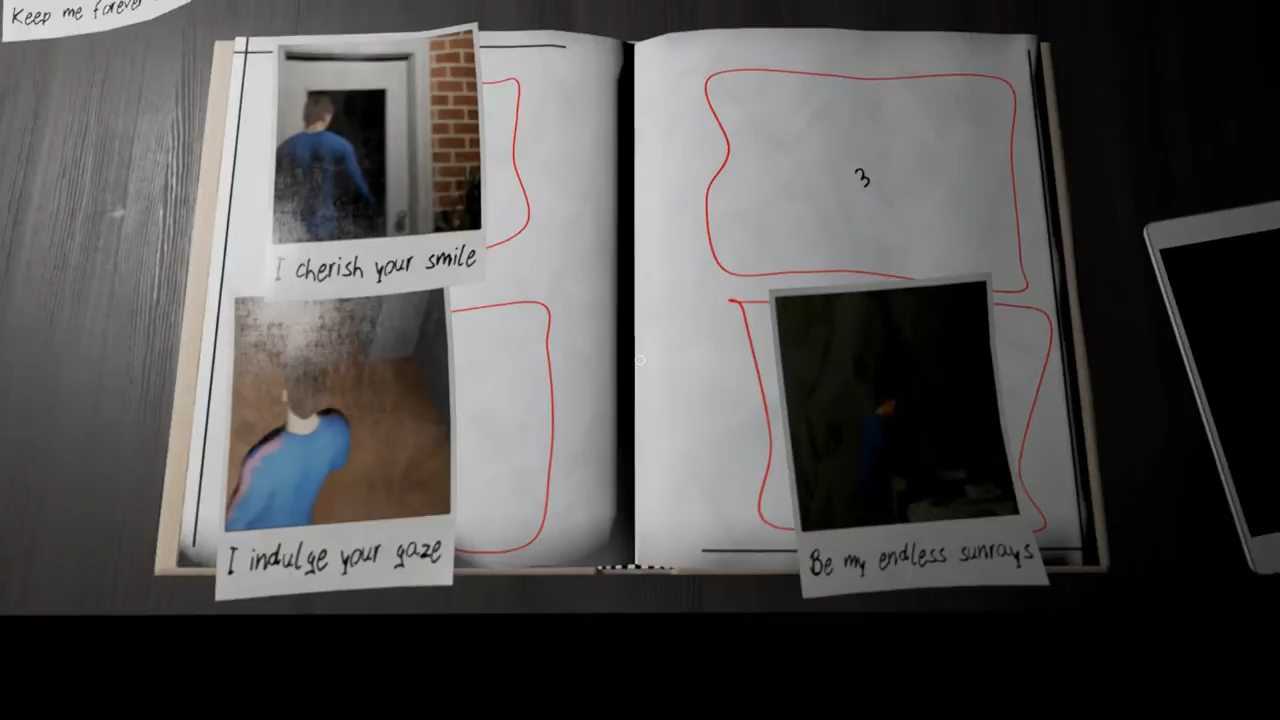 Keep me forever
I cherish your smile
3
I indulge your gaze
Be my endless sunrays